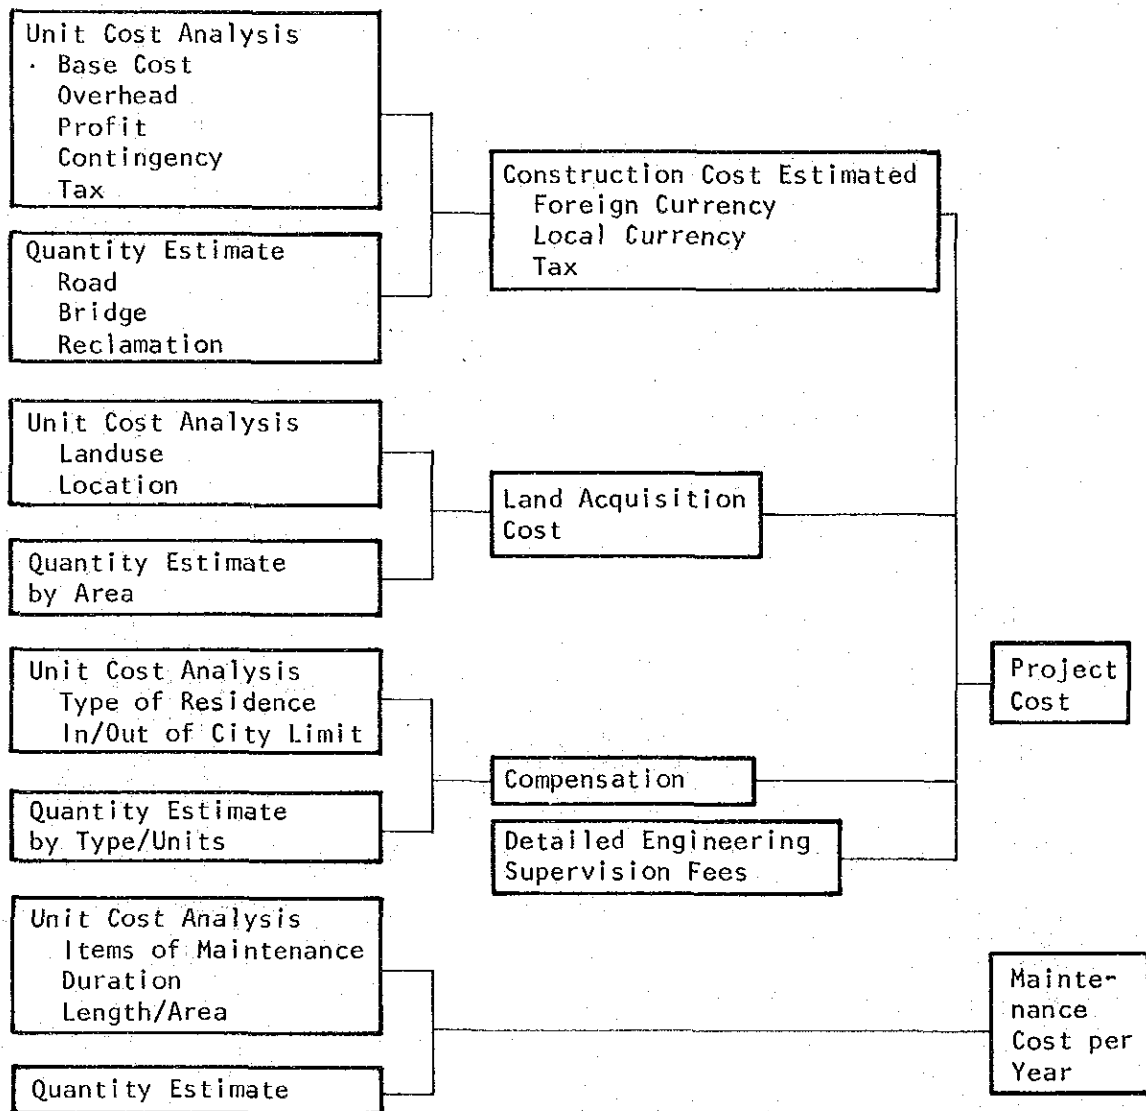 Unit Cost Analysis
· Base Cost
Overhead
Profit
Contingency
Tax
Quantity Estimate
Road
Bridge
Reclamation
Construction Cost Estimated
Foreign Currency
Local Currency
Tax
Unit Cost Analysis
Landuse
Location
Quantity Estimate
by Area
Land Acquisition
Cost
Unit Cost Analysis
Type of Residence
In/Out of City Limit
Quantity Estimate
by Type/Units
Compensation
Detailed Engineering
Supervision Fees
Project
Cost
Unit Cost Analysis
Items of Maintenance
Duration
Length/Area
Quantity Estimate
Mainte-
nance
Cost per
Year